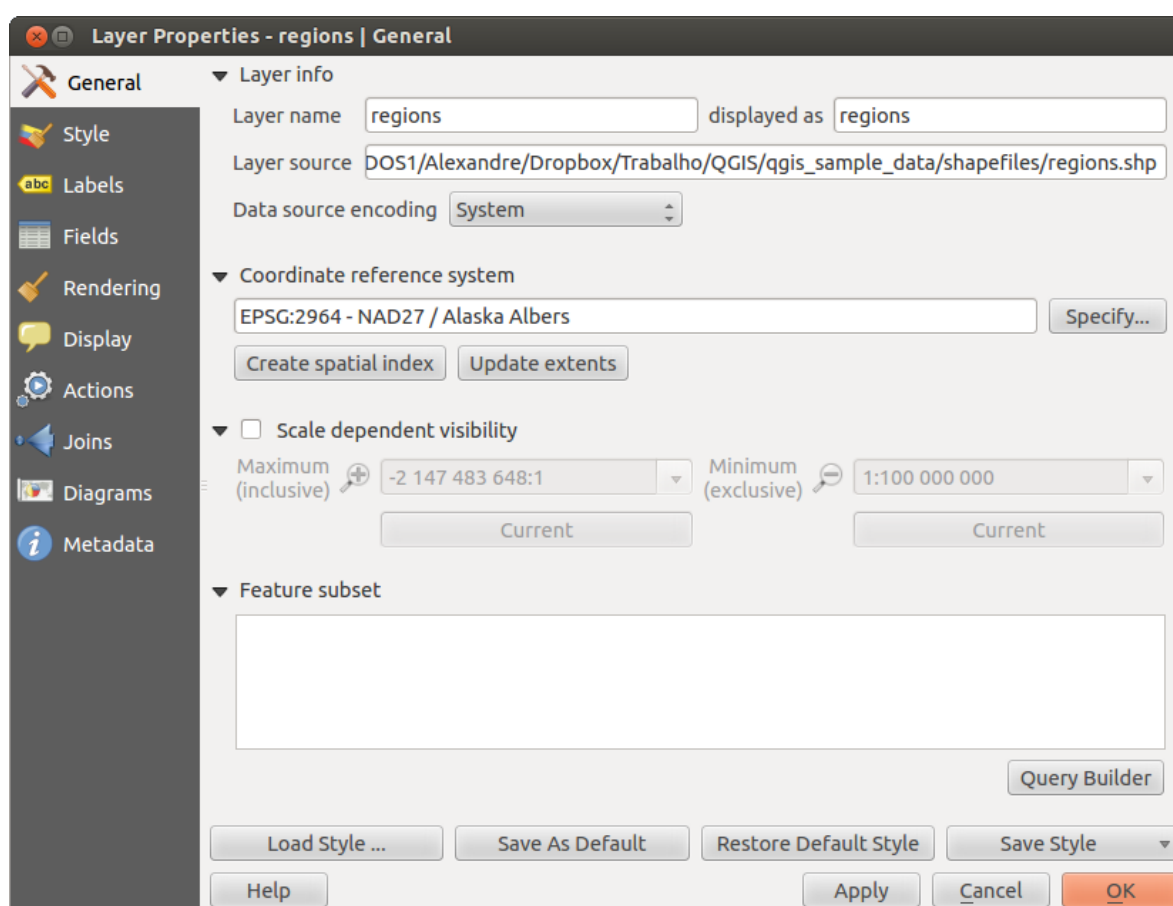 Layer Properties - regions | General
General
Style
Labels
Fields
Rendering
Display
Actions
Joins
Diagrams
Metadata
abc
Layer info
Layer name regions displayed as regions
Layer source DOS1/Alexandre/Dropbox/Trabalho/QGIS/qgis_sample_data/shapefiles/regions.shp
Data source encoding System
Coordinate reference system
EPSG:2964 - NAD27 / Alaska Albers Specify...
Create spatial index Update extents
Scale dependent visibility
Maximum (inclusive) -2 147 483 648:1 Minimum (exclusive) 1:100 000 000
Current Current
Feature subset
Query Builder
Load Style ... Save As Default Restore Default Style Save Style
Help Apply Cancel OK